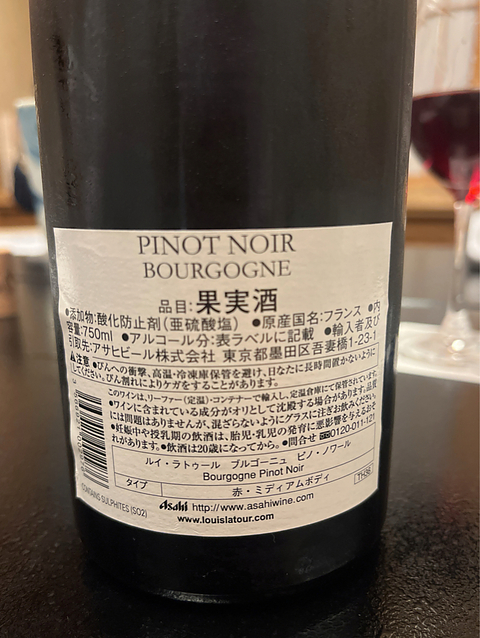 PINOT NOIR
BOURGOGNE
品目:果実酒
●添加物:酸化防止剤(亜硫酸塩) ●原産国名:フランス ●内
容量:750ml ●アルコール分:表ラベルに記載 ●輸入者及び
引取先:アサヒビール株式会社 東京都墨田区吾妻橋1-23-1
⚠注意 ●びんへの衝撃、高温・冷凍庫保管を避け、日なたに長時間置かないように
してください。びん割れによりケガをすることがあります。
このワインは、リーファー(定温)・コンテナーで輸入し、定温倉庫にて保管されています。
●ワインに含まれている成分がオリとして沈殿する場合がありますが、品質
には問題はありませんが、混ざらないようにグラスに注ぎお飲みください。
●妊娠中や授乳期の飲酒は、胎児・乳児の発育に悪影響を与えるおそ
れがあります。●飲酒は20歳になってから。●問合せ 0120-011-121
ルイ・ラトゥール ブルゴーニュ ピノ・ノワール
Bourgogne Pinot Noir
タイプ 赤・ミディアムボディ
CONTAINS SULPHITES (SO2)
Asahi http://www.asahiwine.com
www.louislatour.com